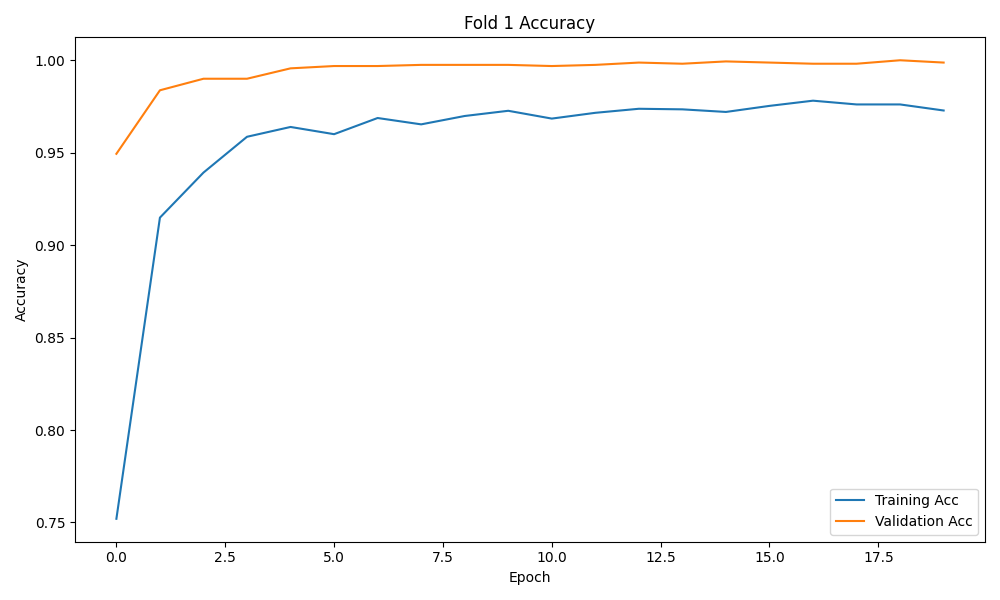 Fold 1 Accuracy
1.00
0.95
0.90
0.85
0.80
0.75
Accuracy
0.0 2.5 5.0 7.5 10.0 12.5 15.0 17.5
Epoch
Training Acc
Validation Acc